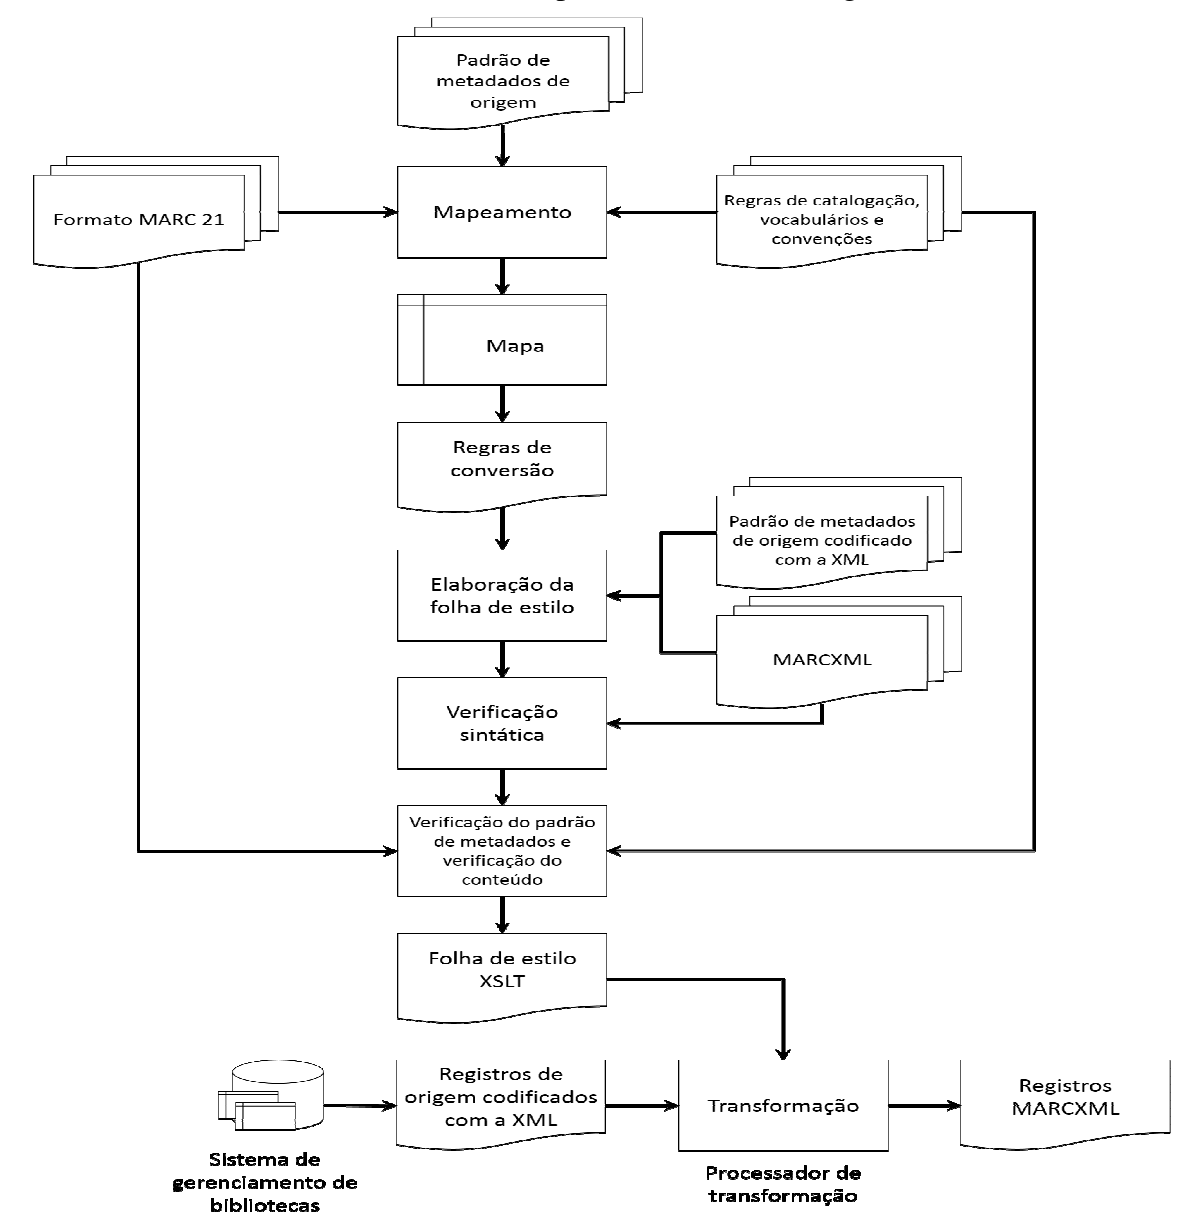 Padrão de
metadados de
origem
Formato MARC 21
Mapeamento
Regras de catalogação,
vocabulários e
convenções
Mapa
Regras de
conversão
Padrão de metadados
de origem codificado
com a XML
Elaboração da
folha de estilo
MARCXML
Verificação
sintática
Verificação do padrão
de metadados e
verificação do
conteúdo
Folha de estilo
XSLT
Registros de
origem codificados
com a XML
Transformação
Registros
MARCXML
Sistema de
gerenciamento de
bibliotecas
Processador de
transformação